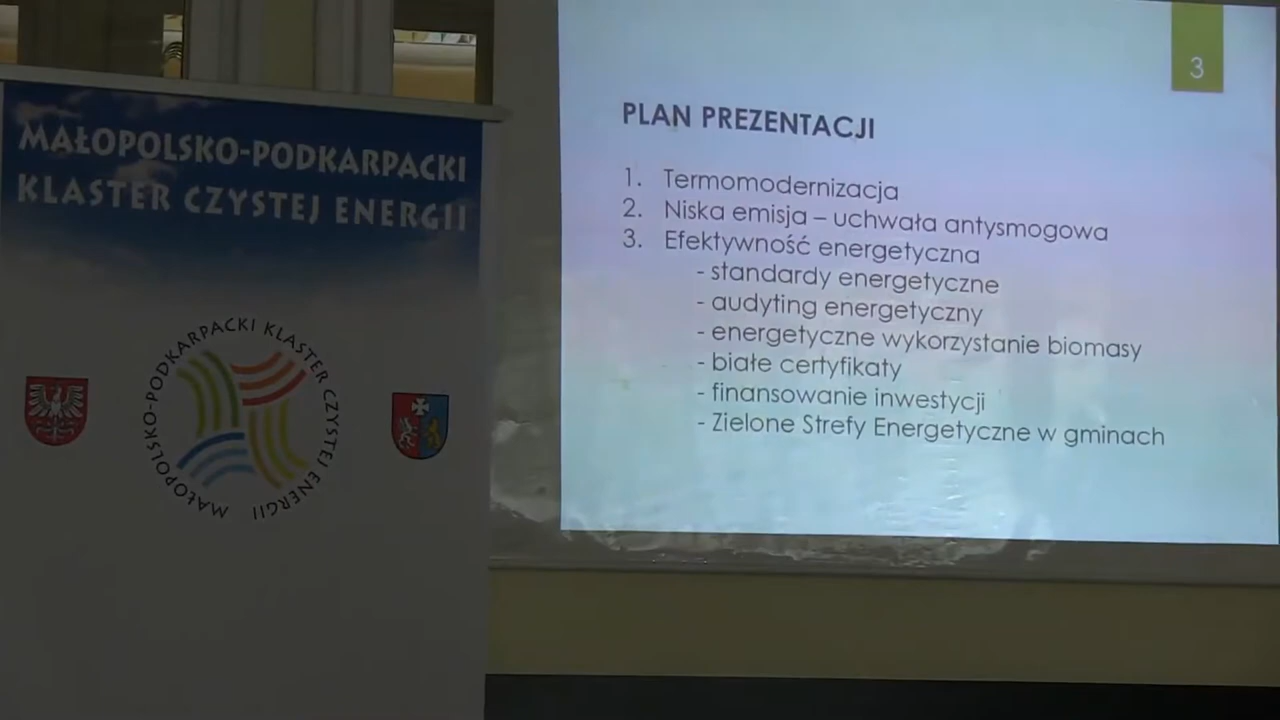 MAŁOPOLSKO-PODKARPACKI
KLASTER CZYSTEJ ENERGII
MAŁOPOLSKO-PODKARPACKI KLASTER CZYSTEJ ENERGII
3
PLAN PREZENTACJI
1. Termomodernizacja
2. Niska emisja – uchwała antysmogowa
3. Efektywność energetyczna
- standardy energetyczne
- audyting energetyczny
- energetyczne wykorzystanie biomasy
- białe certyfikaty
- finansowanie inwestycji
- Zielone Strefy Energetyczne w gminach